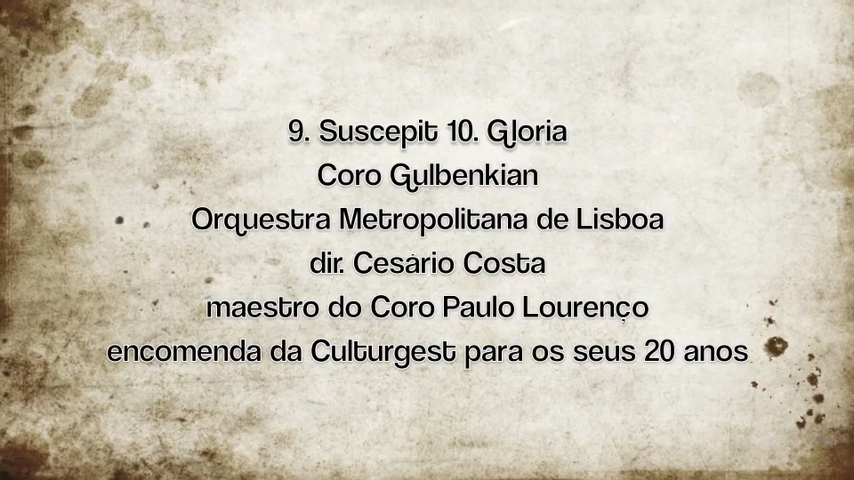 9. Suscepit 10. Gloria
Coro Gulbenkian
Orquestra Metropolitana de Lisboa
dir. Cesário Costa
maestro do Coro Paulo Lourenço
encomenda da Culturgest para os seus 20 anos